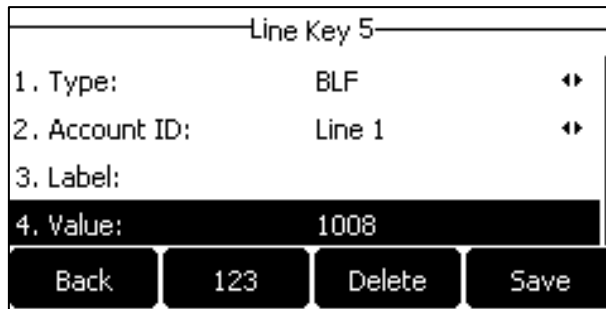 Line Key 5
1. Type: BLF
2. Account ID: Line 1
3. Label:
4. Value: 1008
Back 123 Delete Save